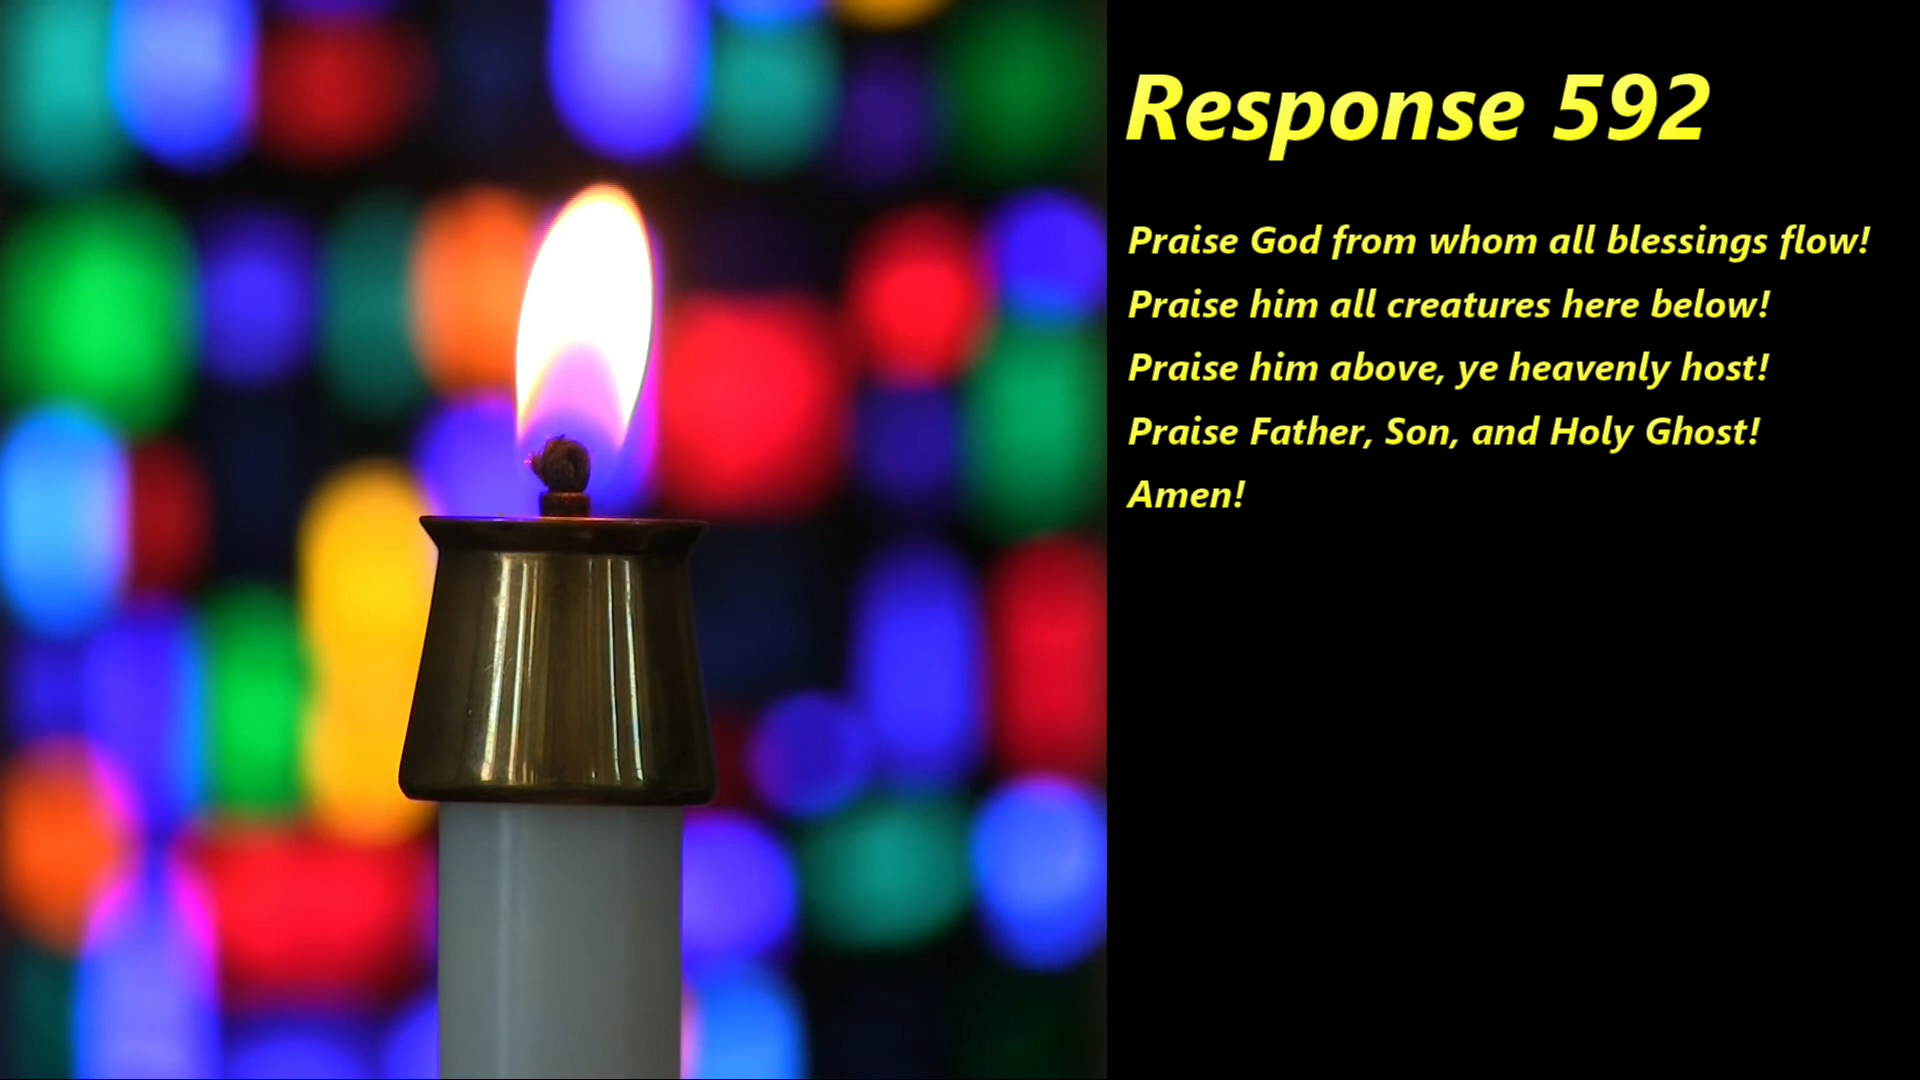 Response 592
Praise God from whom all blessings flow!
Praise him all creatures here below!
Praise him above, ye heavenly host!
Praise Father, Son, and Holy Ghost!
Amen!